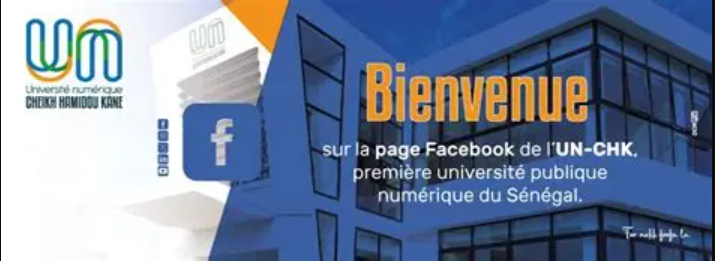 UN
Université numérique
CHEIKH HAMIDOU KANE
UN
f
Bienvenue
sur la page Facebook de l'UN-CHK,
première université publique
numérique du Sénégal.